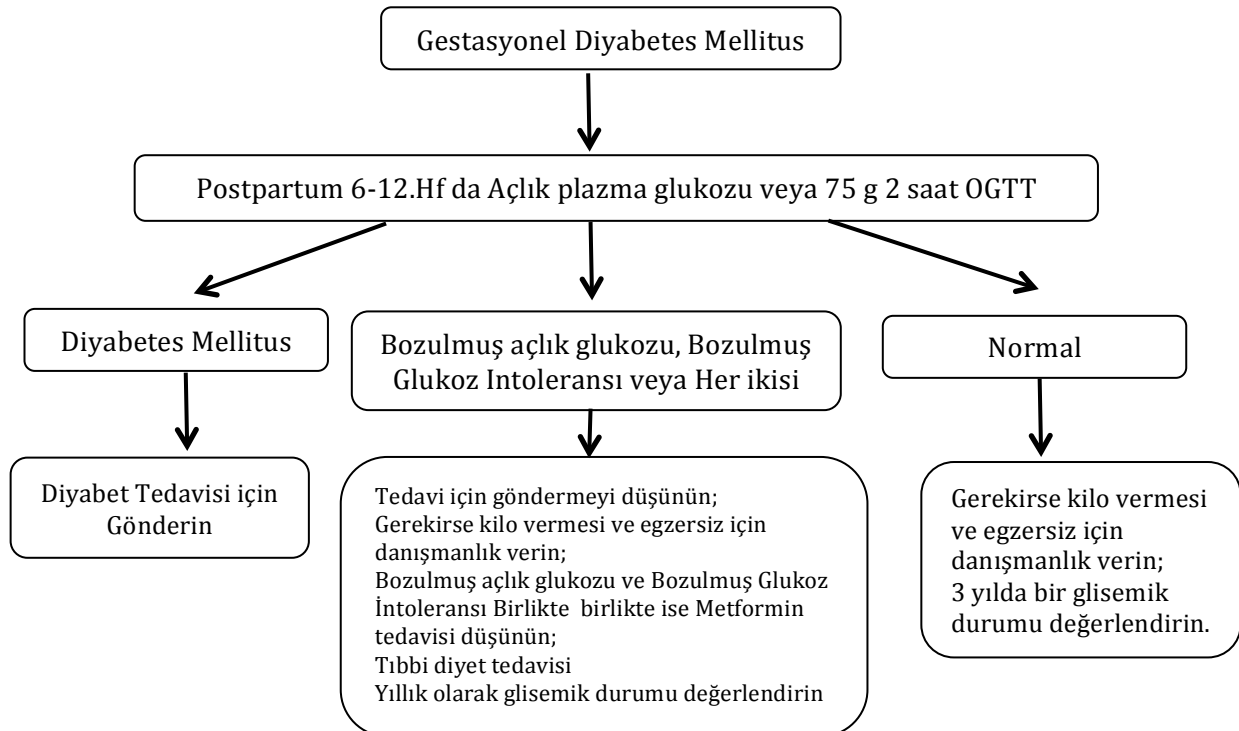 Gestasyonel Diyabetes Mellitus
Postpartum 6-12.Hf da Açlık plazma glukozu veya 75 g 2 saat OGTT
Diyabetes Mellitus
Bozulmuş açlık glukozu, Bozulmuş
Glukoz Intoleransı veya Her ikisi
Normal
Diyabet Tedavisi için
Gönderin
Tedavi için göndermeyi düşünün;
Gerekirse kilo vermesi ve egzersiz için
danışmanlık verin;
Bozulmuş açlık glukozu ve Bozulmuş Glukoz
İntoleransı Birlikte birlikte ise Metformin
tedavisi düşünün;
Tıbbi diyet tedavisi
Yıllık olarak glisemik durumu değerlendirin
Gerekirse kilo vermesi
ve egzersiz için
danışmanlık verin;
3 yılda bir glisemik
durumu değerlendirin.